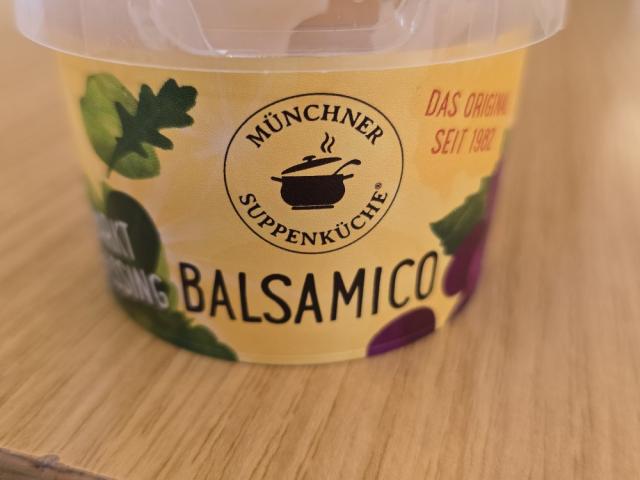 MÜNCHNER
SUPPENKÜCHE®
DAS ORIGINAL
SEIT 1982
BALSAMICO